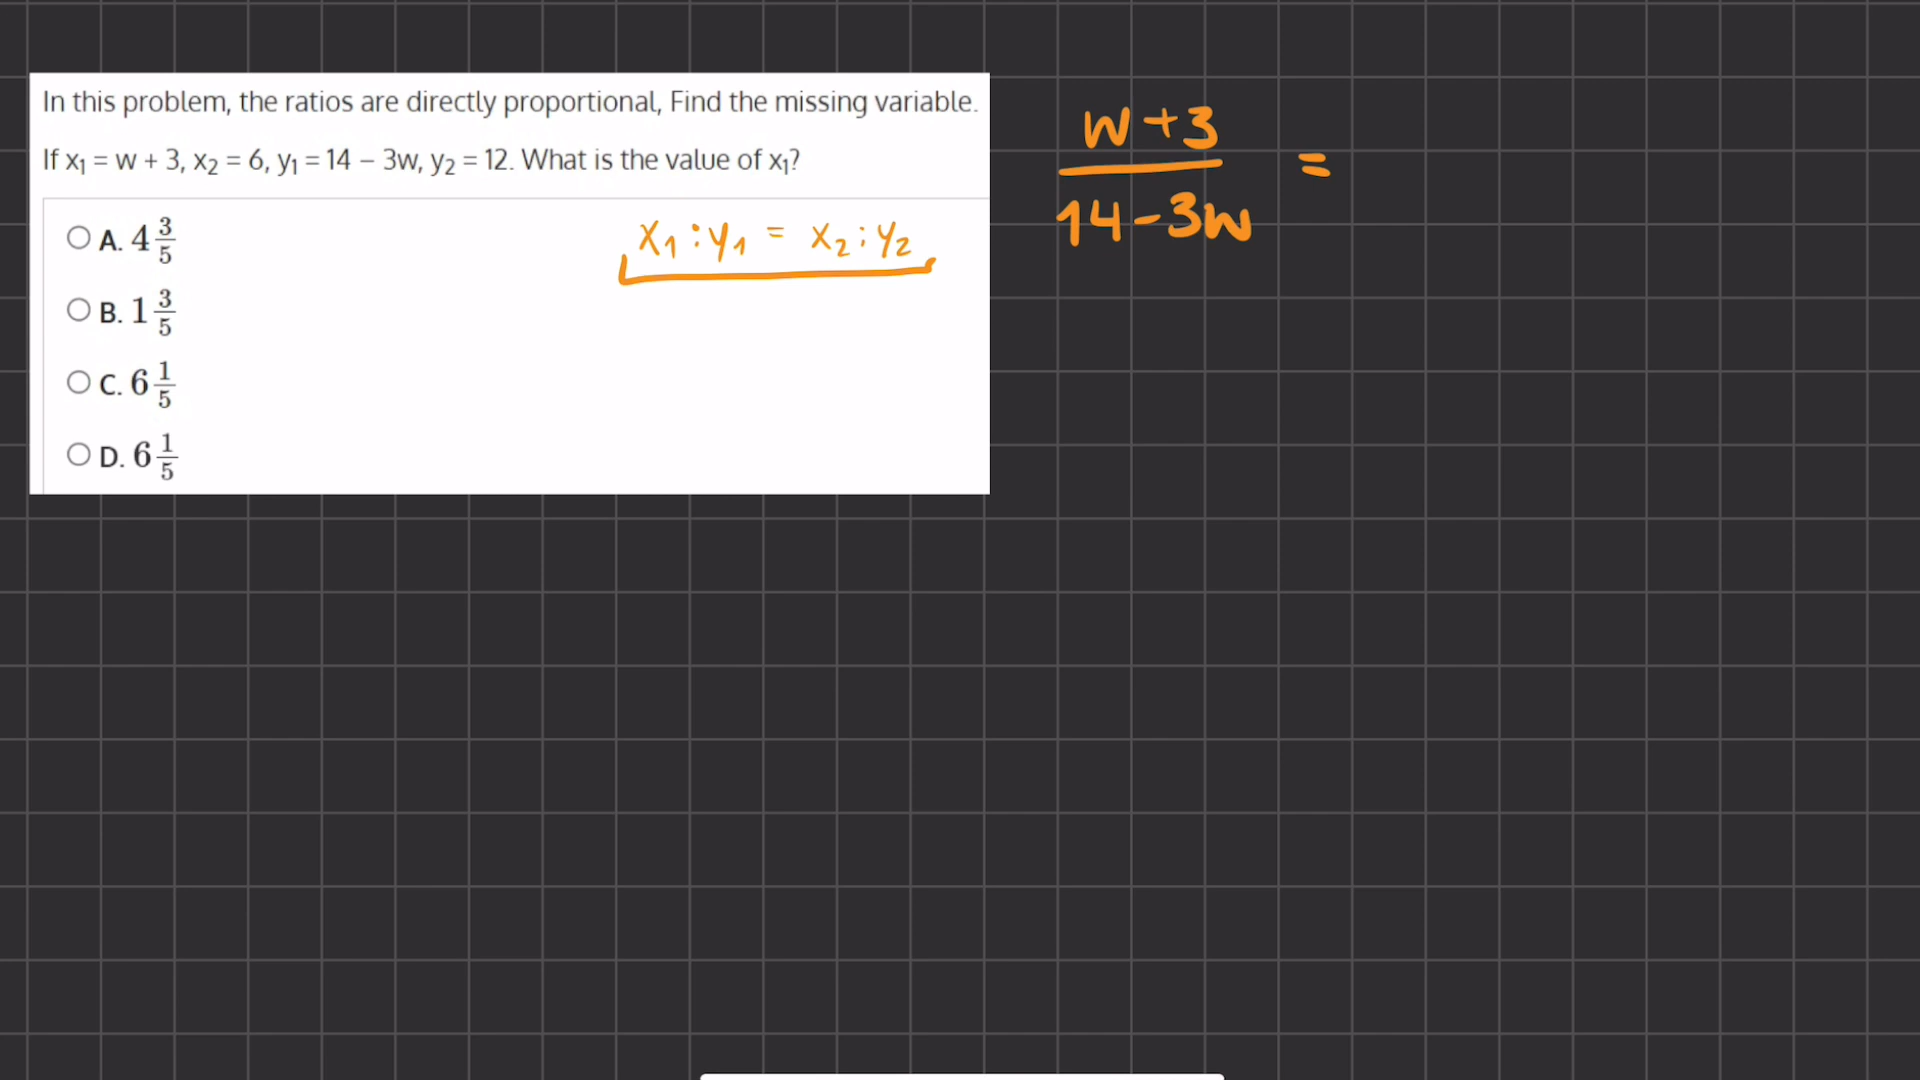 In this problem, the ratios are directly proportional, Find the missing variable.
If x₁ = w + 3, x₂ = 6, y₁ = 14 – 3w, y₂ = 12. What is the value of x₁?
A. 4 3/5
B. 1 3/5
C. 6 1/5
D. 6 1/5
x₁ : y₁ = x₂ : y₂
w + 3
14 - 3w
=